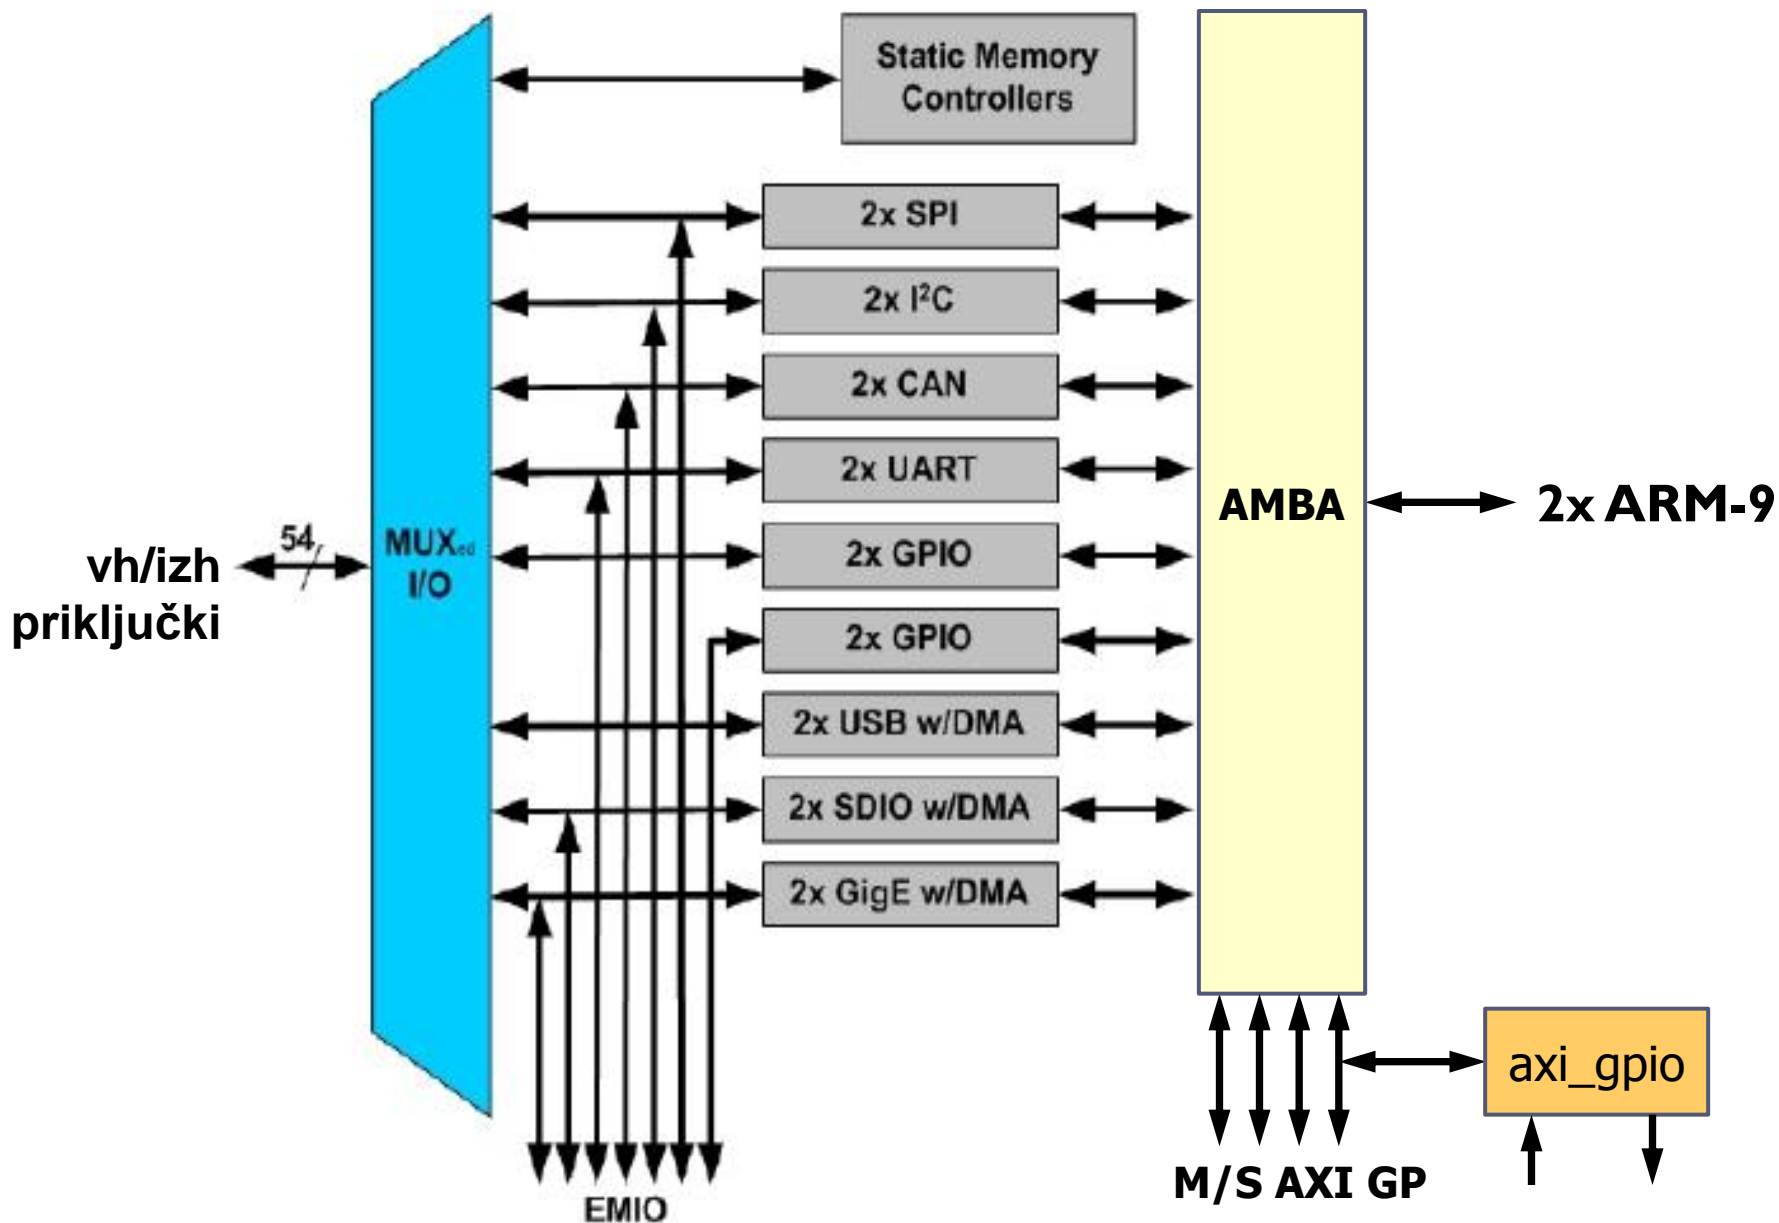 Static Memory
Controllers
2x SPI
2x I²C
2x CAN
2x UART
2x GPIO
2x GPIO
2x USB w/DMA
2x SDIO w/DMA
2x GigE w/DMA
AMBA
2x ARM-9
54
vh/izh
priključki
MUXed
I/O
axi_gpio
M/S AXI GP
EMIO